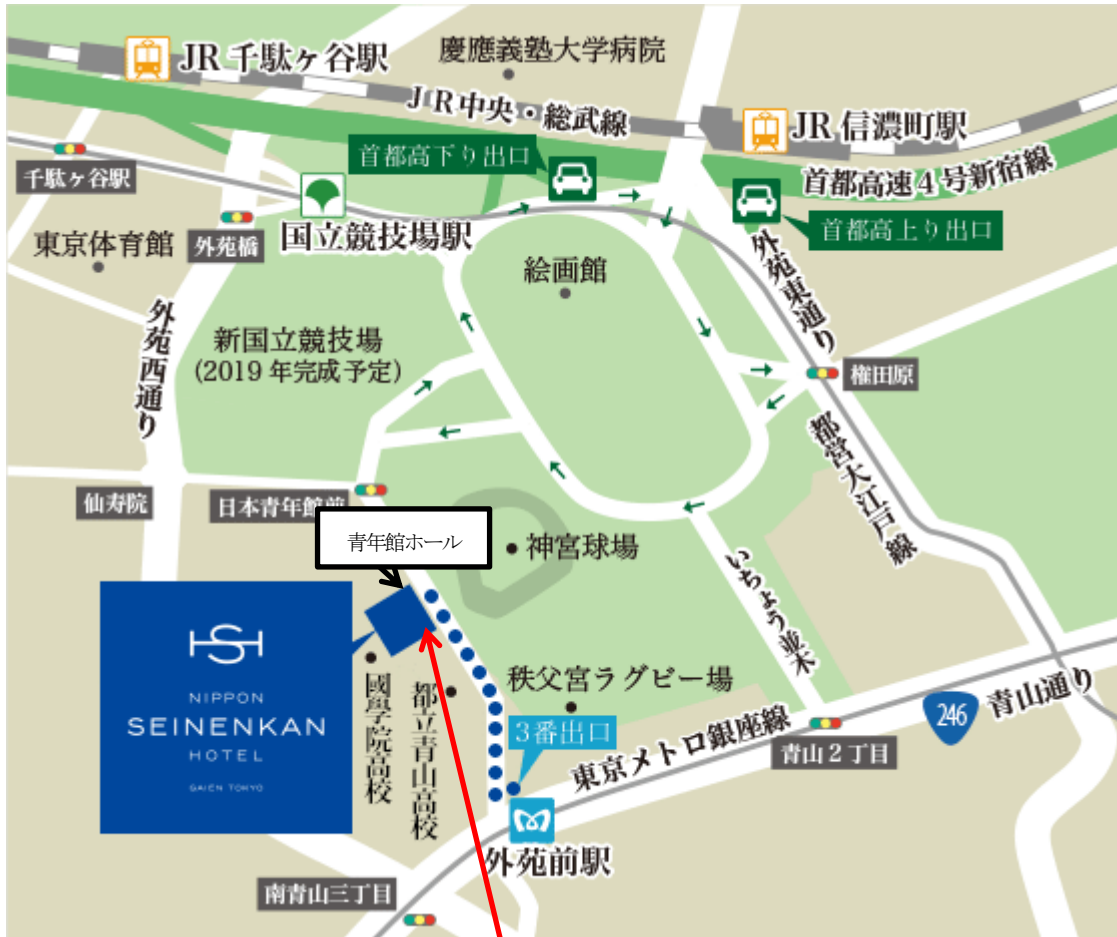 JR 千駄ヶ谷駅
慶應義塾大学病院
JR中央・総武線
JR 信濃町駅
首都高下り出口
首都高速4号新宿線
千駄ヶ谷駅
国立競技場駅
外苑橋
首都高上り出口
東京体育館
絵画館
外苑東通り
外苑西通り
新国立競技場
(2019年完成予定)
権田原
都営大江戸線
仙寿院
日本青年館前
青年館ホール
神宮球場
いちょう並木
NIPPON
SEINENKAN
HOTEL
GAIEN TOKYO
國學院高校
都立青山高校
秩父宮ラグビー場
3番出口
東京メトロ銀座線
246
青山通り
青山2丁目
外苑前駅
南青山三丁目